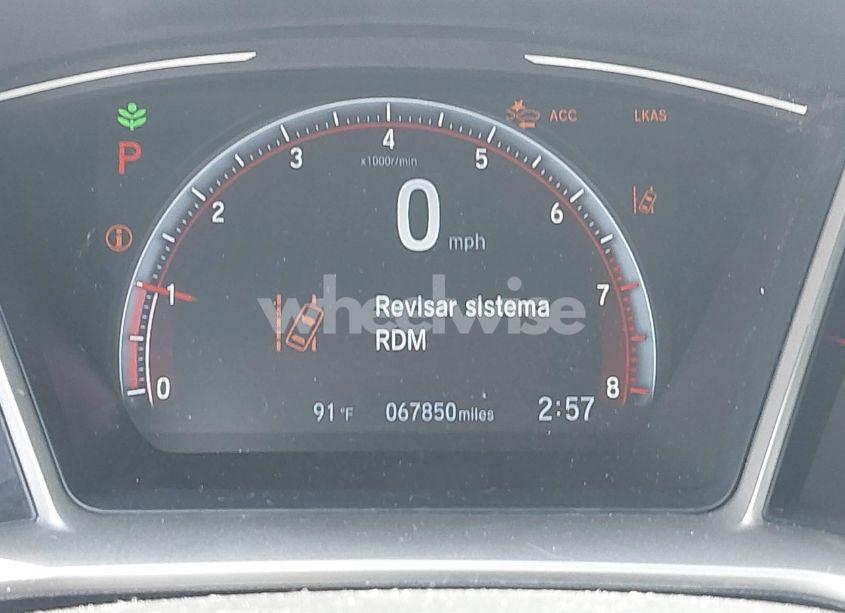 ACC
LKAS
P
4
3
5
x1000r/min
2
6
0 mph
i
1
7
wheelwise
Revisar sistema
RDM
0
8
91 °F
067850 miles
2:57